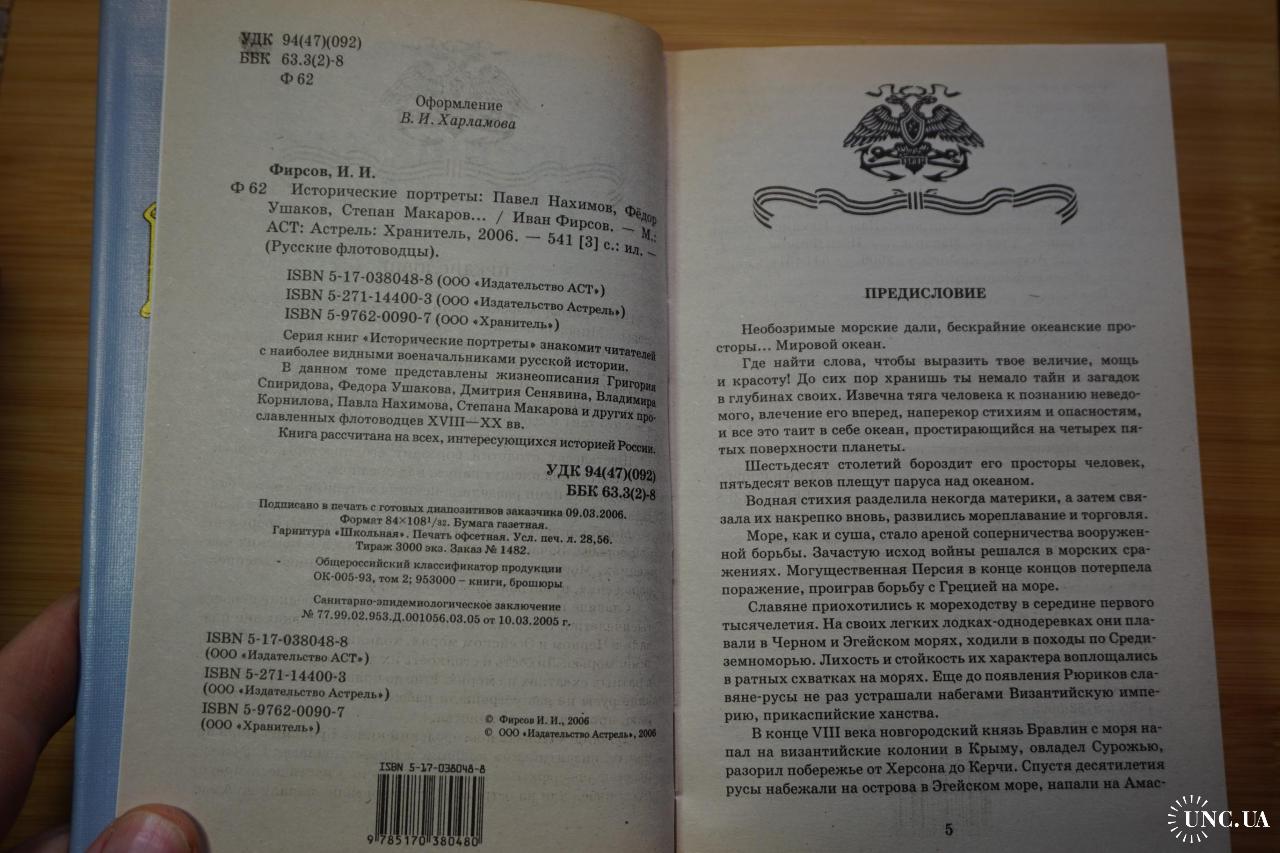 УДК 94(47)(092)
ББК 63.3(2)-8
Ф 62
Оформление
В. И. Харламова
Фирсов, И. И.
Ф 62 Исторические портреты: Павел Нахимов, Фёдор
Ушаков, Степан Макаров... / Иван Фирсов. — М.:
АСТ: Астрель: Хранитель, 2006. — 541 [3] с.: ил. —
(Русские флотоводцы).
ISBN 5-17-038048-8 (ООО «Издательство АСТ»)
ISBN 5-271-14400-3 (ООО «Издательство Астрель»)
ISBN 5-9762-0090-7 (ООО «Хранитель»)
Серия книг «Исторические портреты» знакомит читателей
с наиболее видными военачальниками русской истории.
В данном томе представлены жизнеописания Григория
Спиридова, Федора Ушакова, Дмитрия Сенявина, Владимира
Корнилова, Павла Нахимова, Степана Макарова и других про-
славленных флотоводцев XVIII—XX вв.
Книга рассчитана на всех, интересующихся историей России.
УДК 94(47)(092)
ББК 63.3(2)-8
Подписано в печать с готовых диапозитивов заказчика 09.03.2006.
Формат 84×108 1/32. Бумага газетная.
Гарнитура «Школьная». Печать офсетная. Усл. печ. л. 28,56.
Тираж 3000 экз. Заказ № 1482.
Общероссийский классификатор продукции
ОК-005-93, том 2; 953000 – книги, брошюры
Санитарно-эпидемиологическое заключение
№ 77.99.02.953.Д.001056.03.05 от 10.03.2005 г.
ISBN 5-17-038048-8
(ООО «Издательство АСТ»)
ISBN 5-271-14400-3
(ООО «Издательство Астрель»)
ISBN 5-9762-0090-7
(ООО «Хранитель»)
© Фирсов И. И., 2006
© ООО «Издательство Астрель», 2006
ISBN 5-17-038048-8
9 785170 380480
ПРЕДИСЛОВИЕ
Необозримые морские дали, бескрайние океанские про-
сторы... Мировой океан.
Где найти слова, чтобы выразить твое величие, мощь
и красоту! До сих пор хранишь ты немало тайн и загадок
в глубинах своих. Извечна тяга человека к познанию неведо-
мого, влечение его вперед, наперекор стихиям и опасностям,
и все это таит в себе океан, простирающийся на четырех пя-
тых поверхности планеты.
Шестьдесят столетий бороздит его просторы человек,
пятьдесят веков плещут паруса над океаном.
Водная стихия разделила некогда материки, а затем свя-
зала их накрепко вновь, развились мореплавание и торговля.
Море, как и суша, стало ареной соперничества вооружен-
ной борьбы. Зачастую исход войны решался в морских сра-
жениях. Могущественная Персия в конце концов потерпела
поражение, проиграв борьбу с Грецией на море.
Славяне приохотились к мореходству в середине первого
тысячелетия. На своих легких лодках-однодеревках они пла-
вали в Черном и Эгейском морях, ходили в походы по Среди-
земноморью. Лихость и стойкость их характера воплощались
в ратных схватках на морях. Еще до появления Рюриков сла-
вяне-русы не раз устрашали набегами Византийскую импе-
рию, прикаспийские ханства.
В конце VIII века новгородский князь Бравлин с моря на-
пал на византийские колонии в Крыму, овладел Сурожью,
разорил побережье от Херсона до Керчи. Спустя десятилетия
русы набежали на острова в Эгейском море, напали на Амас-
5
UNC.UA